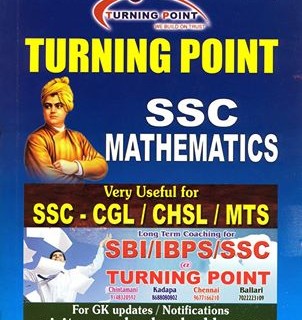 TURNING POINT
WE BUILD ON TRUST
TURNING POINT
SSC
MATHEMATICS
Very Useful for
SSC - CGL / CHSL / MTS
Long-Term Coaching for
SBI/IBPS/SSC
@
TURNING POINT
Chintamani Kadapa Chennai Ballari
9148320592 8688080802 9677166218 7022223109
For GK updates / Notifications